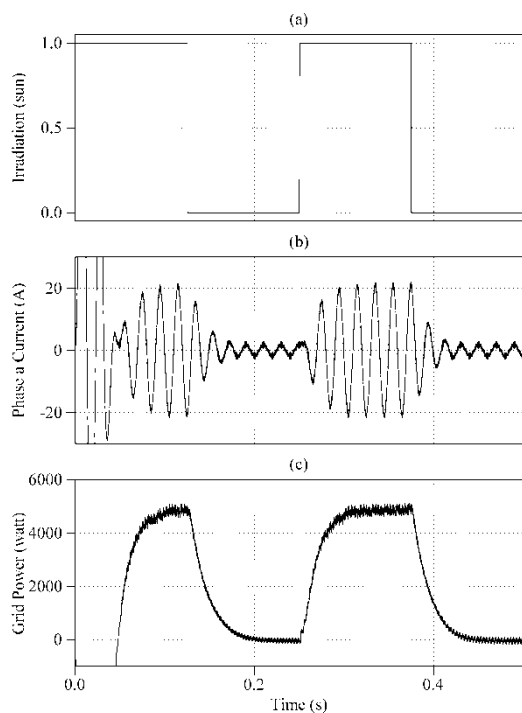 (a)
Irradiation (sun)
1.0
0.5
0.0
(b)
Phase a Current (A)
20
0
-20
(c)
Grid Power (watt)
6000
4000
2000
0
0.0
0.2
0.4
Time (s)